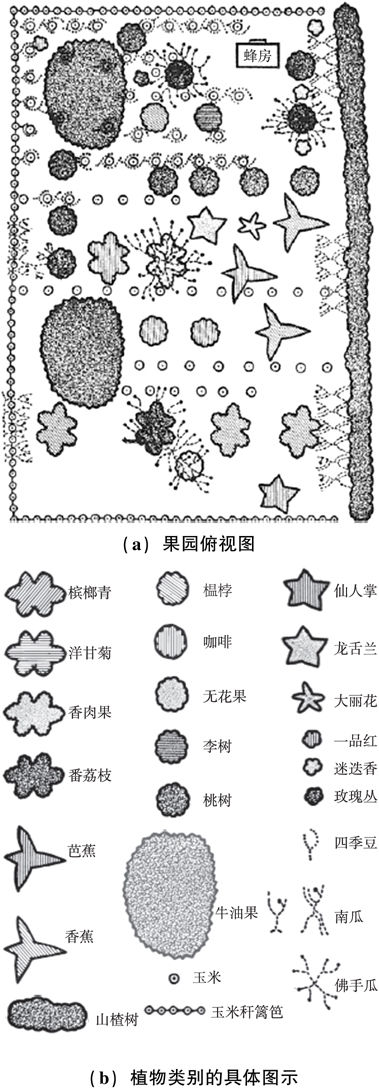 蜂房
(a) 果园俯视图
槟榔青
榅桲
仙人掌
洋甘菊
咖啡
龙舌兰
香肉果
无花果
大丽花
番荔枝
李树
一品红
迷迭香
桃树
玫瑰丛
芭蕉
四季豆
牛油果
南瓜
香蕉
玉米
佛手瓜
山楂树
玉米秆篱笆
(b) 植物类别的具体图示